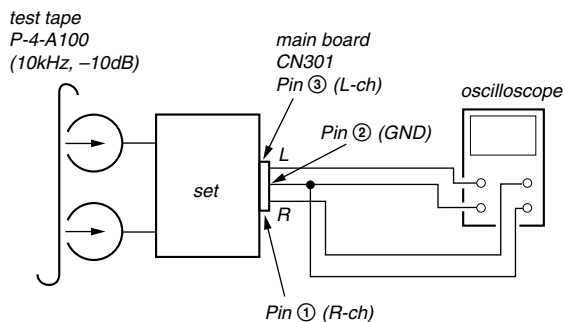 test tape
P-4-A100
(10kHz, –10dB)
main board
CN301
Pin ③ (L-ch)
oscilloscope
Pin ② (GND)
L
set
R
Pin ① (R-ch)